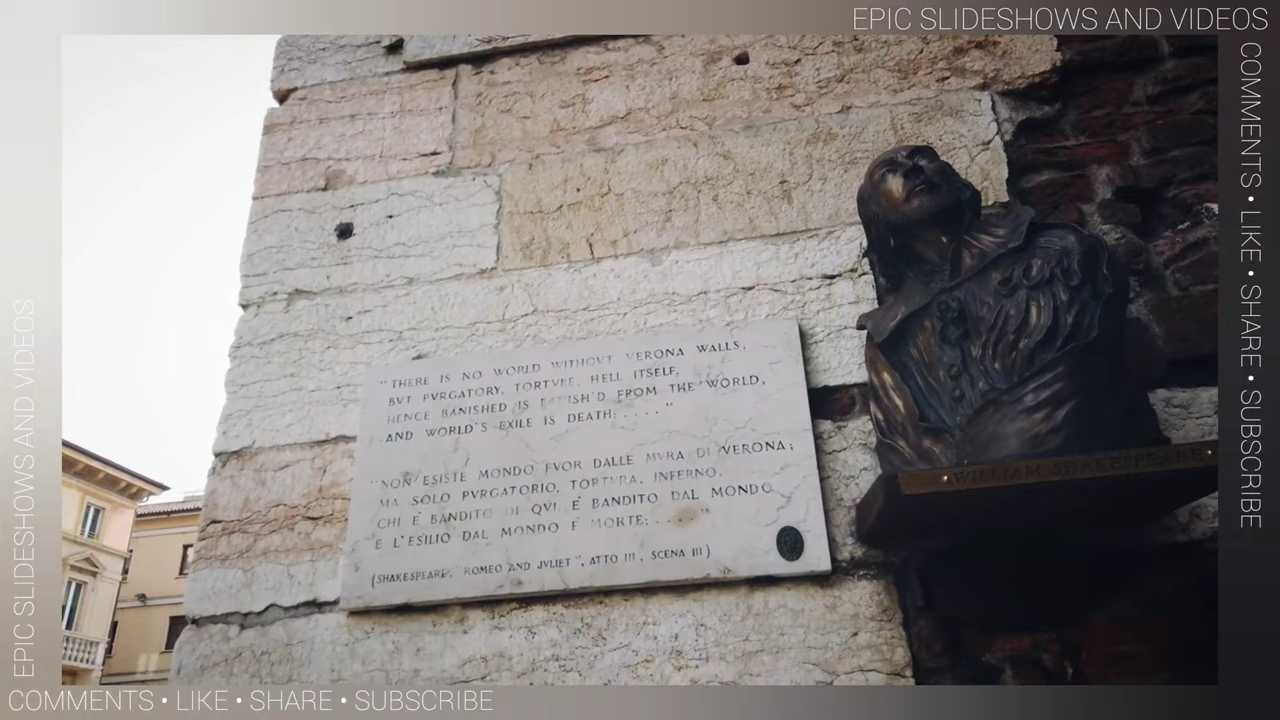 EPIC SLIDESHOWS AND VIDEOS
COMMENTS • LIKE • SHARE • SUBSCRIBE
"THERE IS NO WORLD WITHOVT VERONA WALLS,
BVT PVRGATORY, TORTVRE, HELL ITSELF,
HENCE BANISHED IS BANISH'D FROM THE WORLD,
AND WORLD'S EXILE IS DEATH: . . . . ."
"NON ESISTE MONDO FVOR DALLE MVRA DI VERONA;
MA SOLO PVRGATORIO, TORTVRA, INFERNO.
CHI È BANDITO DI QVI, È BANDITO DAL MONDO
E L'ESILIO DAL MONDO È MORTE: . . . . ."
(SHAKESPEARE, "ROMEO AND JVLIET", ATTO III, SCENA III)
WILLIAM SHAKESPEARE
EPIC SLIDESHOWS AND VIDEOS
COMMENTS • LIKE • SHARE • SUBSCRIBE